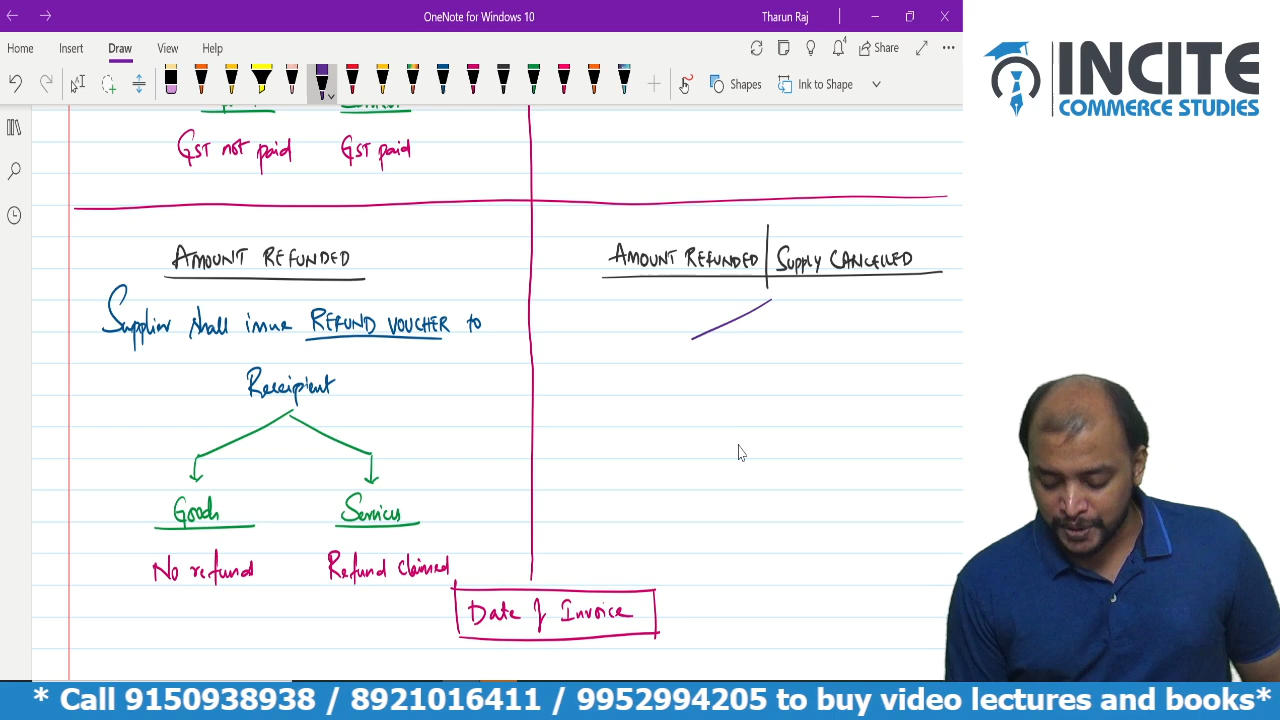 OneNote for Windows 10
Tharun Raj
Home Insert Draw View Help
4
Share
Shapes
Ink to Shape
INCITE
COMMERCE STUDIES
GST not paid GST paid
AMOUNT REFUNDED
Supplier shall issue REFUND VOUCHER to
Receipient
Goods Services
No refund Refund claimed
AMOUNT REFUNDED SUPPLY CANCELLED
Date of Invoice
* Call 9150938938 / 8921016411 / 9952994205 to buy video lectures and books*